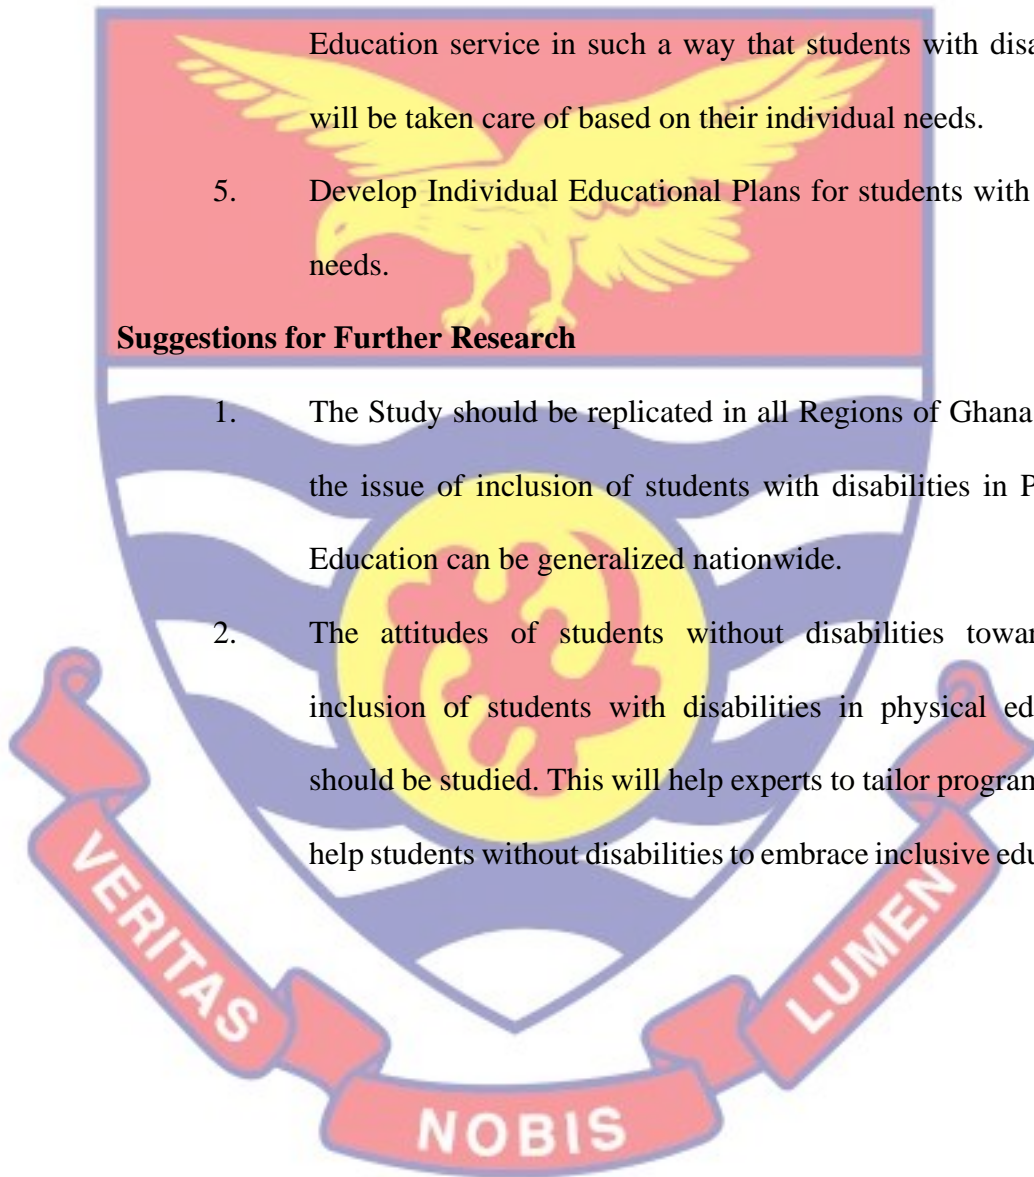 Education service in such a way that students with disa
will be taken care of based on their individual needs.
5. Develop Individual Educational Plans for students with
needs.
Suggestions for Further Research
1. The Study should be replicated in all Regions of Ghana
the issue of inclusion of students with disabilities in P
Education can be generalized nationwide.
2. The attitudes of students without disabilities towar
inclusion of students with disabilities in physical ed
should be studied. This will help experts to tailor program
help students without disabilities to embrace inclusive edu
VERITAS
NOBIS
LUMEN